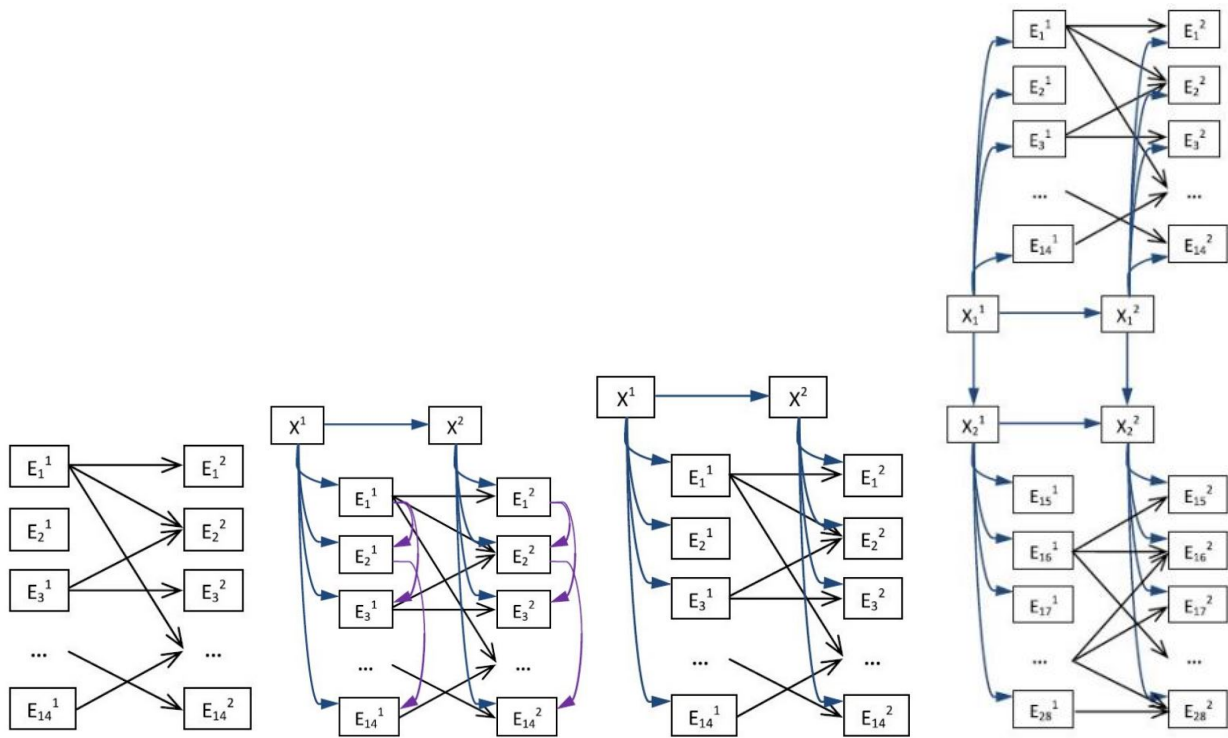 E₁¹ E₁²
E₂¹ E₂²
E₃¹ E₃²
... ...
E₁₄¹ E₁₄²
X¹ X²
E₁¹ E₁²
E₂¹ E₂²
E₃¹ E₃²
... ...
E₁₄¹ E₁₄²
X¹ X²
E₁¹ E₁²
E₂¹ E₂²
E₃¹ E₃²
... ...
E₁₄¹ E₁₄²
E₁¹ E₁²
E₂¹ E₂²
E₃¹ E₃²
... ...
E₁₄¹ E₁₄²
X₁¹ X₁²
X₂¹ X₂²
E₁₅¹ E₁₅²
E₁₆¹ E₁₆²
E₁₇¹ E₁₇²
... ...
E₂₈¹ E₂₈²